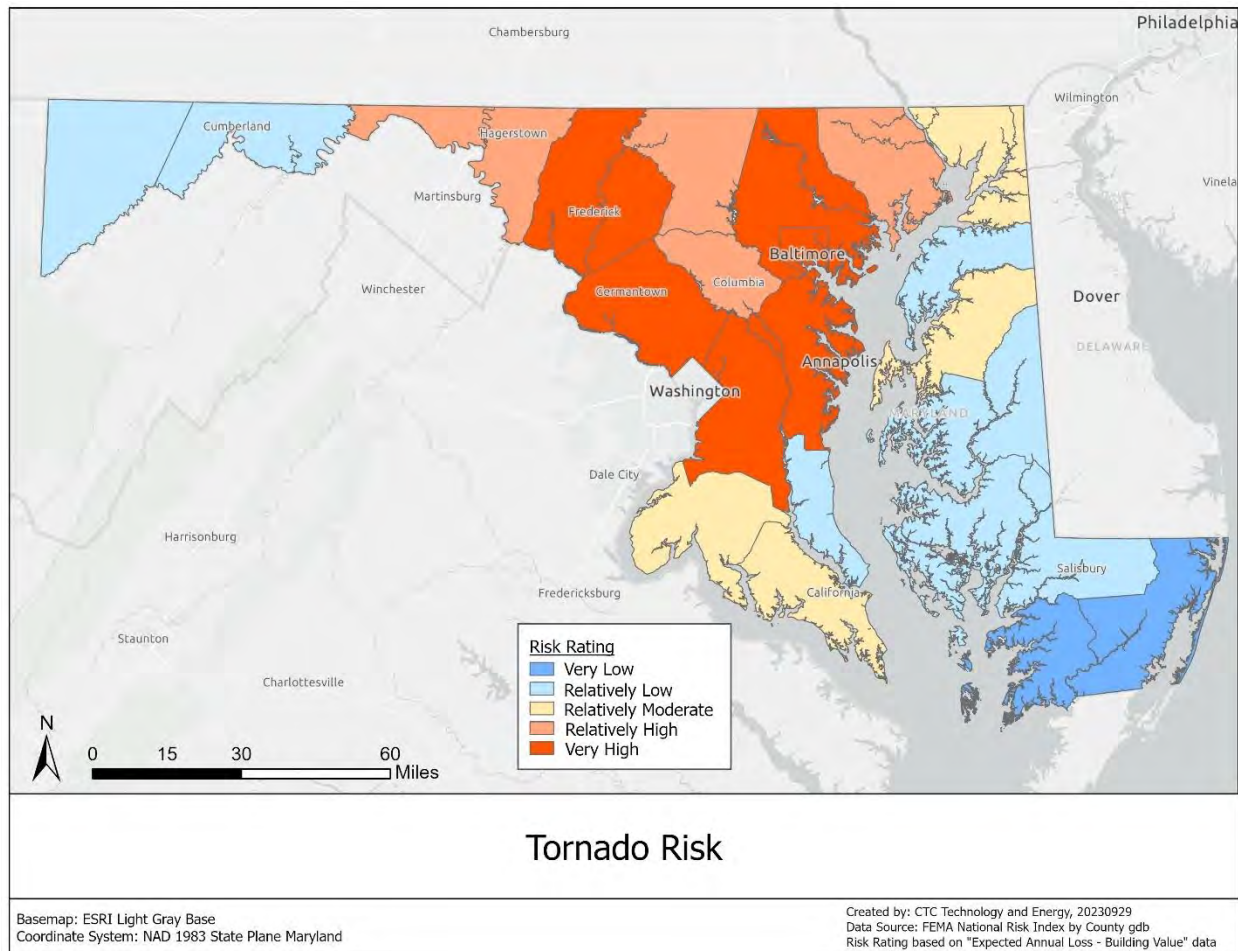 Philadelphia
Chambersburg
Wilmington
Cumberland
Hagerstown
Martinsburg
Vinela
Frederick
Baltimore
Columbia
Winchester
Germantown
Dover
DELAWARE
Annapolis
Washington
MARYLAND
Dale City
Harrisonburg
Salisbury
Fredericksburg
California
Staunton
Charlottesville
Risk Rating
Very Low
Relatively Low
Relatively Moderate
Relatively High
Very High
N
0 15 30 60
Miles
Tornado Risk
Basemap: ESRI Light Gray Base
Coordinate System: NAD 1983 State Plane Maryland
Created by: CTC Technology and Energy, 20230929
Data Source: FEMA National Risk Index by County gdb
Risk Rating based on "Expected Annual Loss - Building Value" data